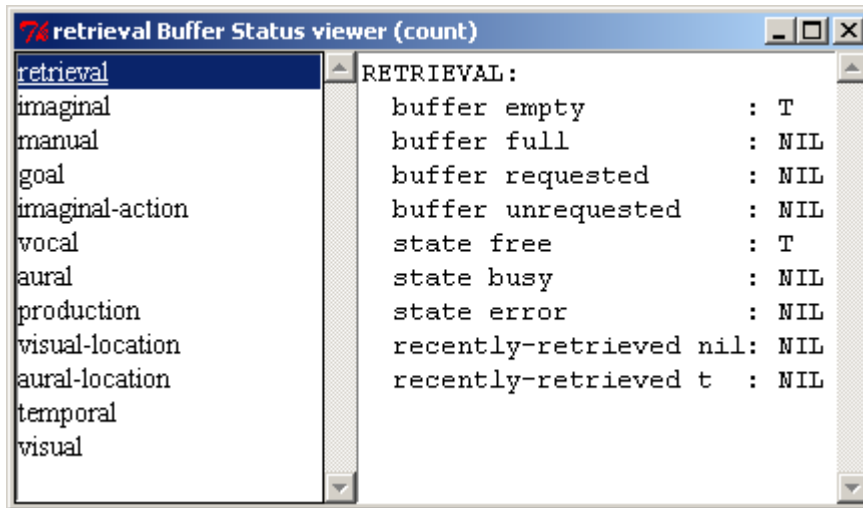 retrieval Buffer Status viewer (count)
retrieval
imaginal
manual
goal
imaginal-action
vocal
aural
production
visual-location
aural-location
temporal
visual
RETRIEVAL:
buffer empty : T
buffer full : NIL
buffer requested : NIL
buffer unrequested : NIL
state free : T
state busy : NIL
state error : NIL
recently-retrieved nil: NIL
recently-retrieved t : NIL